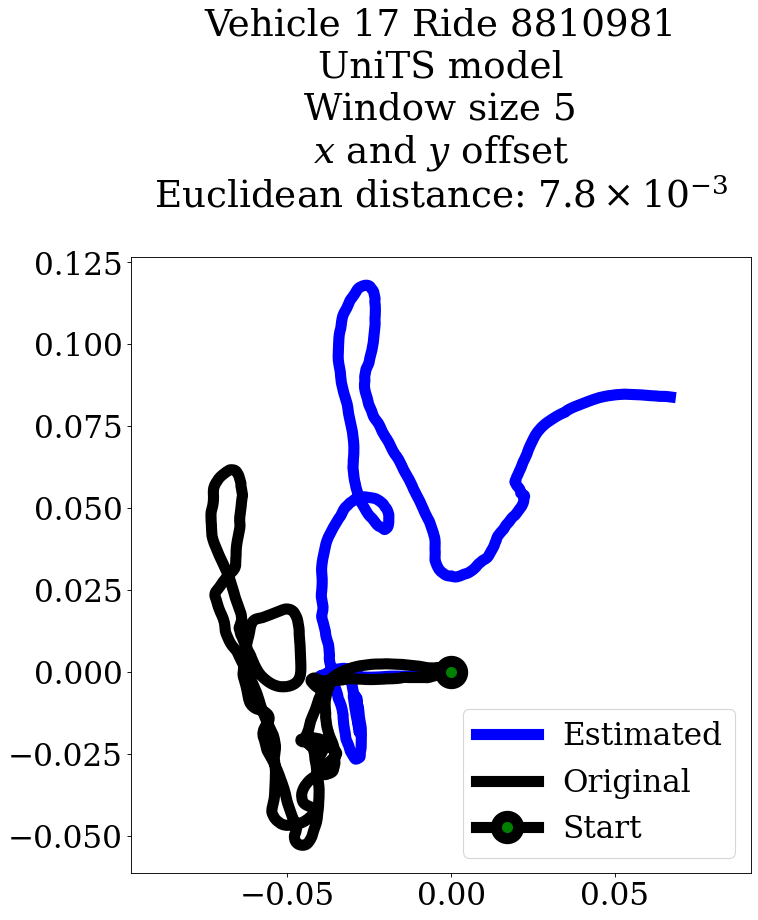 Vehicle 17 Ride 8810981
UniTS model
Window size 5
x and y offset
Euclidean distance: 7.8 × 10⁻³
0.125
0.100
0.075
0.050
0.025
0.000
−0.025
−0.050
Estimated
Original
Start
−0.05 0.00 0.05